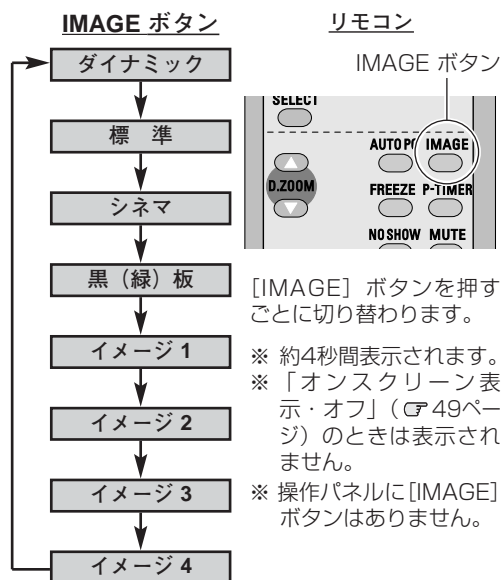 IMAGE ボタン
ダイナミック
標 準
シネマ
黒（緑）板
イメージ 1
イメージ 2
イメージ 3
イメージ 4
リモコン
IMAGE ボタン
SELECT
AUTO PC IMAGE
D.ZOOM
FREEZE P-TIMER
NO SHOW MUTE
［IMAGE］ボタンを押す
ごとに切り替わります。
※ 約4秒間表示されます。
※「オンスクリーン表
示・オフ」（☞49ペー
ジ）のときは表示され
ません。
※ 操作パネルに［IMAGE］
ボタンはありません。